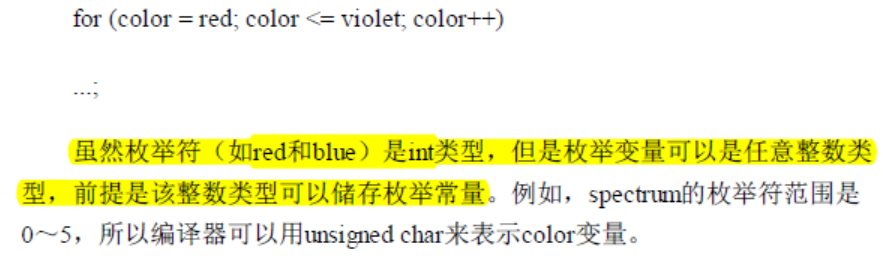 for (color = red; color <= violet; color++)
...;
虽然枚举符（如red和blue）是int类型，但是枚举变量可以是任意整数类
型，前提是该整数类型可以储存枚举常量。例如，spectrum的枚举符范围是
0～5，所以编译器可以用unsigned char来表示color变量。